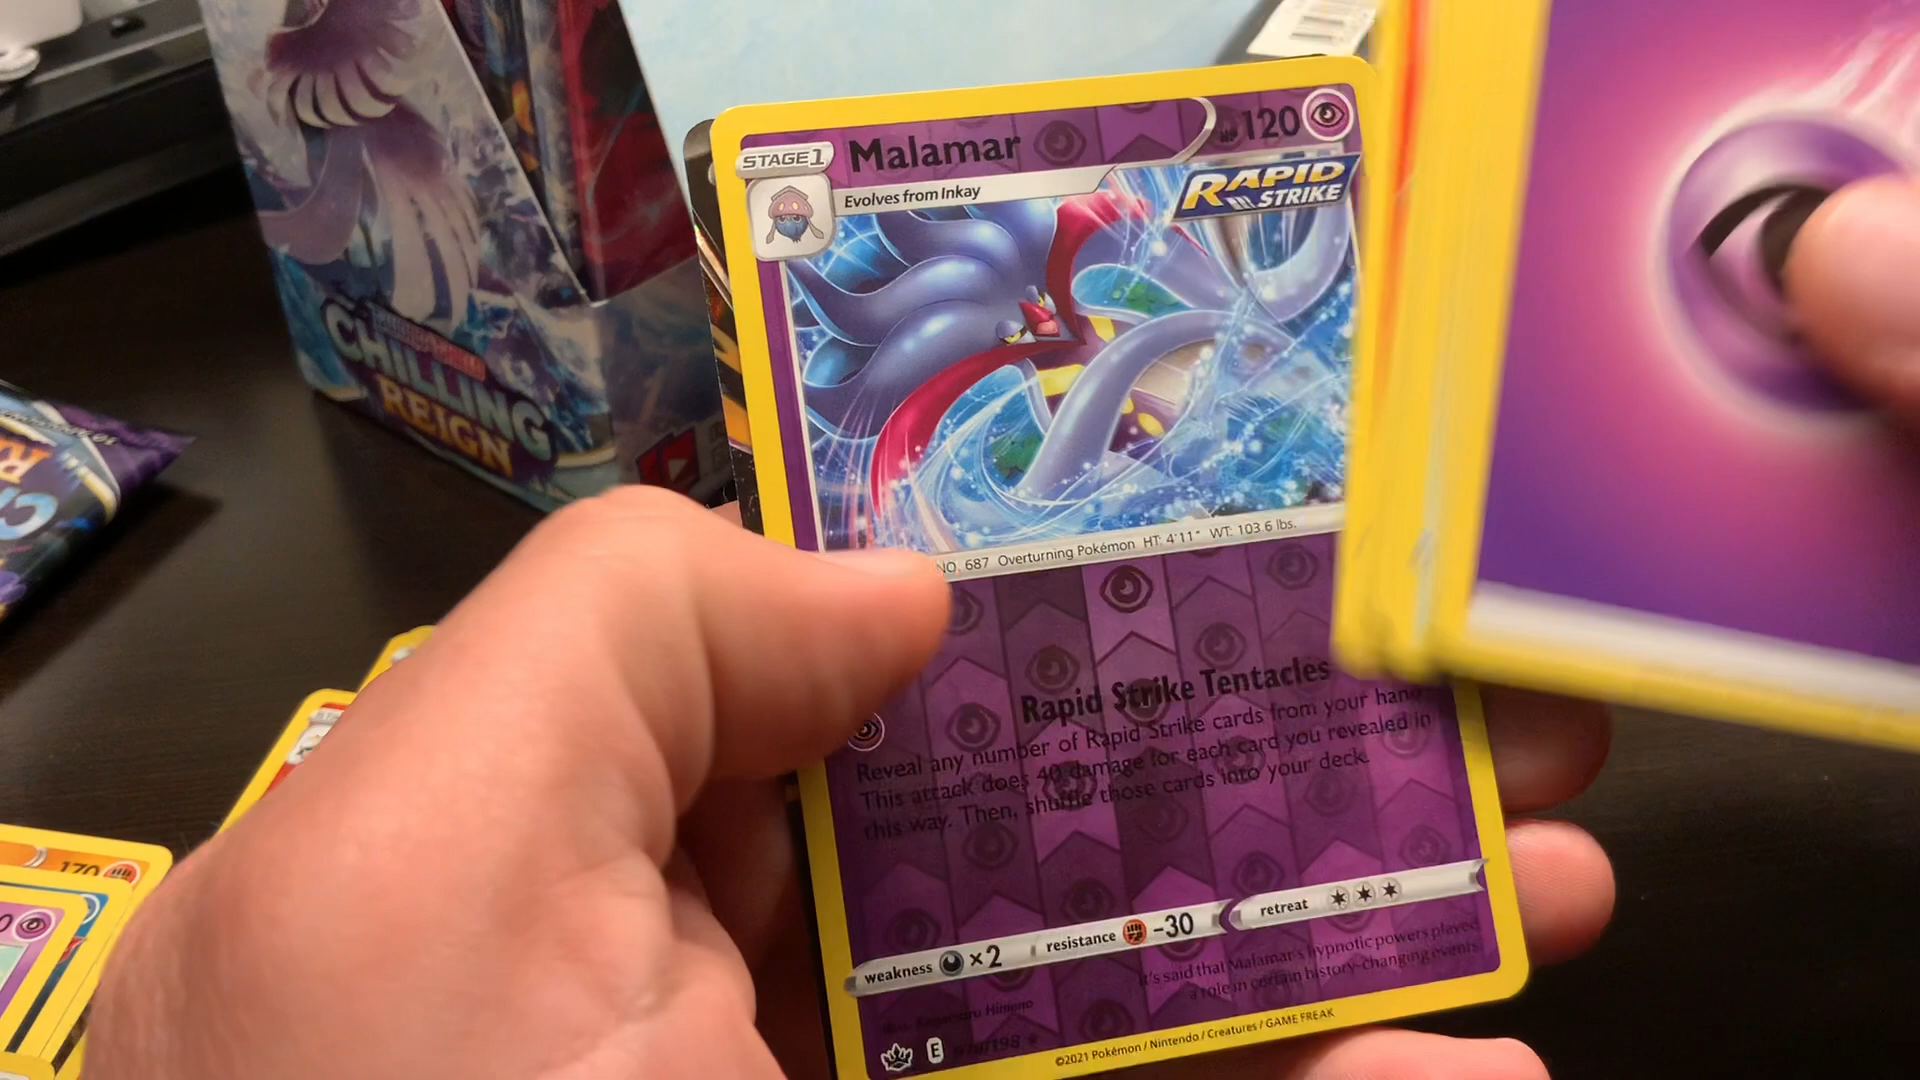 STAGE 1
Malamar
HP 120
Evolves from Inkay
RAPID
STRIKE
NO. 687 Overturning Pokémon HT: 4'11" WT: 103.6 lbs.
Rapid Strike Tentacles
Reveal any number of Rapid Strike cards from your hand.
This attack does 40 damage for each card you revealed in
this way. Then, shuffle those cards into your deck.
weakness ×2
resistance -30
retreat
It's said that Malamar's hypnotic powers played
a role in certain history-changing events.
E
/198
©2021 Pokémon / Nintendo / Creatures / GAME FREAK
CHILLING
REIGN
170